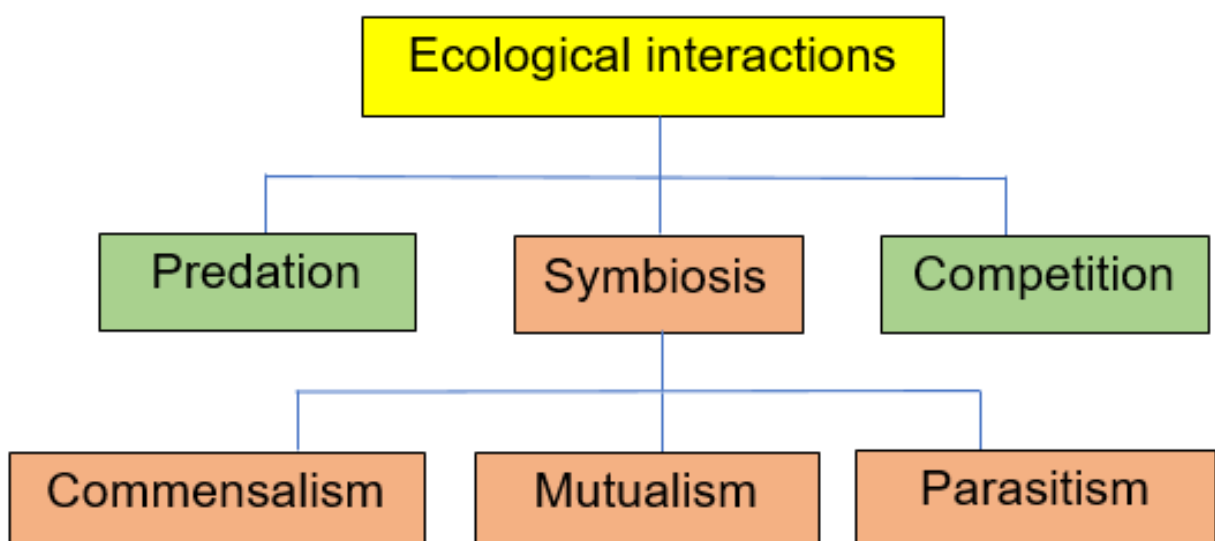 Ecological interactions
Predation
Symbiosis
Competition
Commensalism
Mutualism
Parasitism